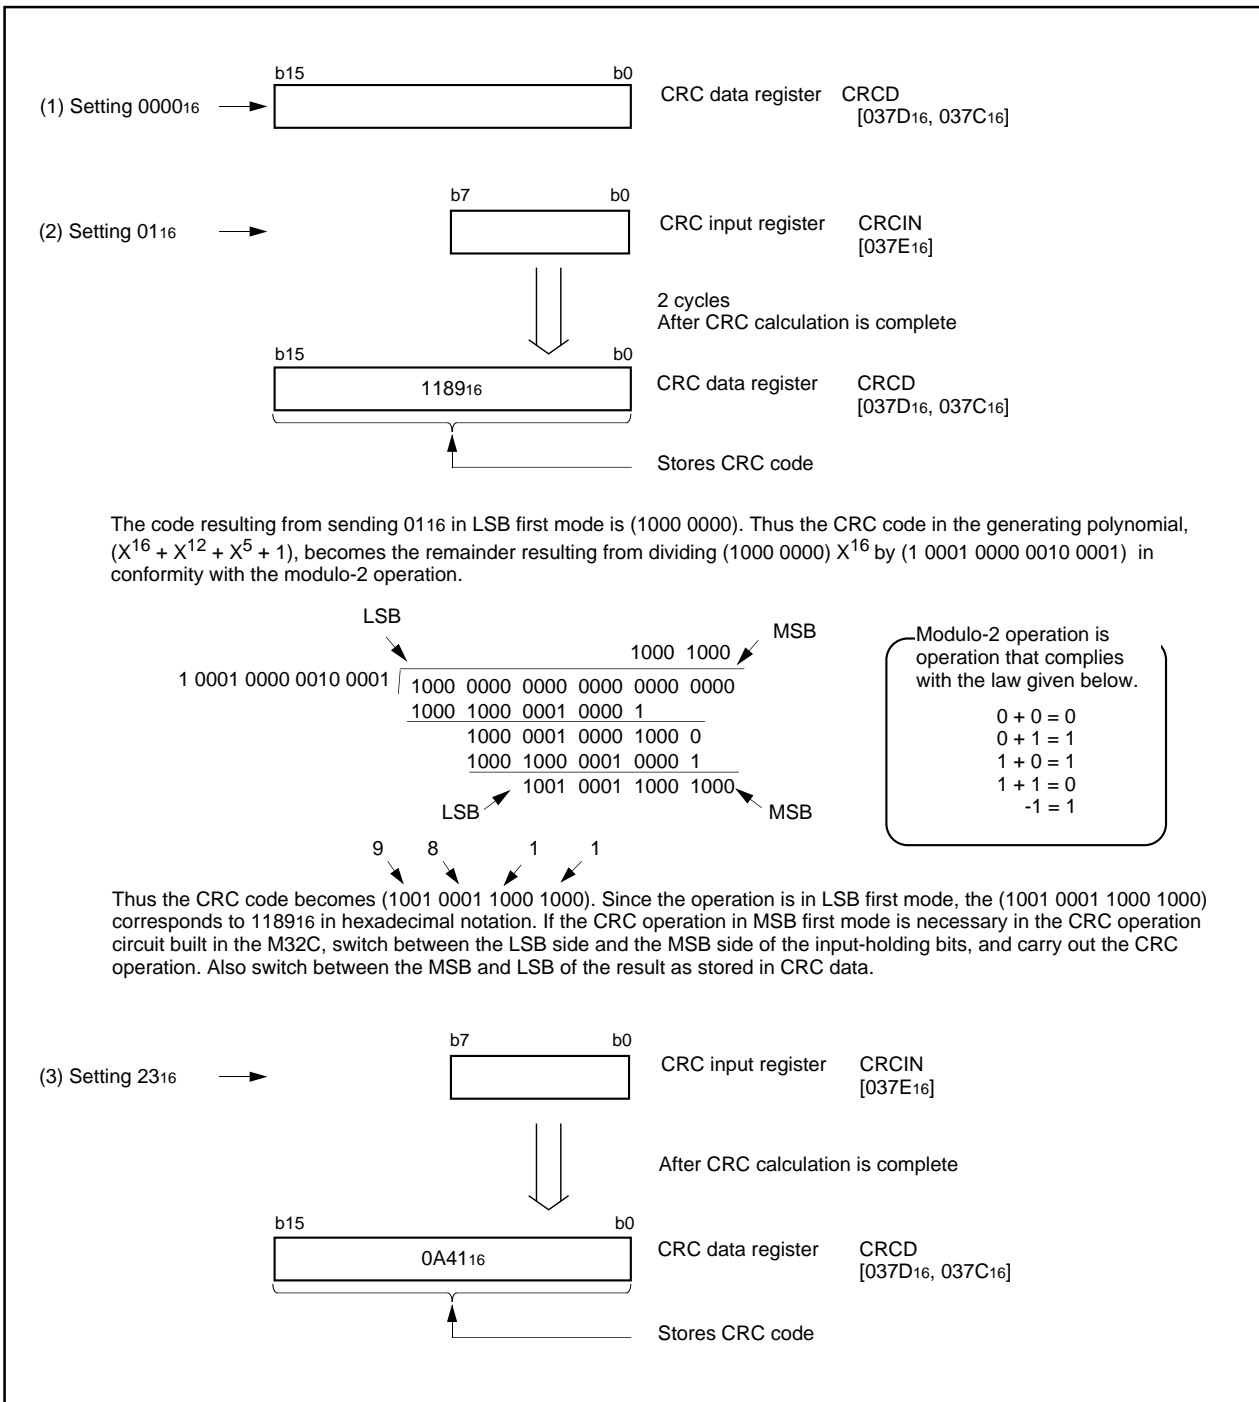 b15 b0
(1) Setting 000016 CRC data register CRCD
[037D16, 037C16]
b7 b0
(2) Setting 0116 CRC input register CRCIN
[037E16]
2 cycles
After CRC calculation is complete
b15 b0
118916 CRC data register CRCD
[037D16, 037C16]
Stores CRC code
The code resulting from sending 0116 in LSB first mode is (1000 0000). Thus the CRC code in the generating polynomial,
(X16 + X12 + X5 + 1), becomes the remainder resulting from dividing (1000 0000) X16 by (1 0001 0000 0010 0001) in
conformity with the modulo-2 operation.
LSB MSB
1000 1000
1 0001 0000 0010 0001 1000 0000 0000 0000 0000 0000
1000 1000 0001 0000 1
1000 0001 0000 1000 0
1000 1000 0001 0000 1
1001 0001 1000 1000
LSB MSB
Modulo-2 operation is
operation that complies
with the law given below.
0 + 0 = 0
0 + 1 = 1
1 + 0 = 1
1 + 1 = 0
-1 = 1
9 8 1 1
Thus the CRC code becomes (1001 0001 1000 1000). Since the operation is in LSB first mode, the (1001 0001 1000 1000)
corresponds to 118916 in hexadecimal notation. If the CRC operation in MSB first mode is necessary in the CRC operation
circuit built in the M32C, switch between the LSB side and the MSB side of the input-holding bits, and carry out the CRC
operation. Also switch between the MSB and LSB of the result as stored in CRC data.
b7 b0
(3) Setting 2316 CRC input register CRCIN
[037E16]
After CRC calculation is complete
b15 b0
0A4116 CRC data register CRCD
[037D16, 037C16]
Stores CRC code